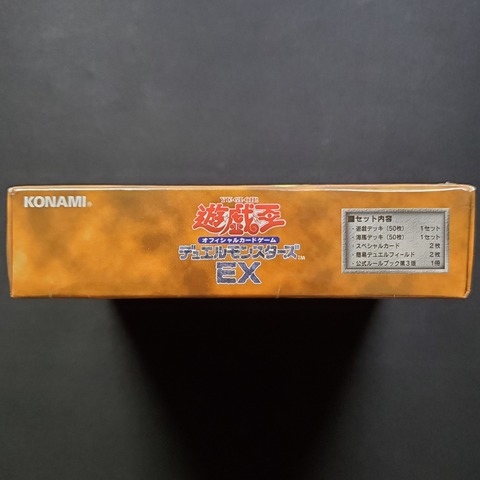 KONAMI®
YU-GI-OH!
遊戯王
オフィシャルカードゲーム
デュエルモンスターズ™
EX
■セット内容
・遊戯デッキ（50枚） 1セット
・海馬デッキ（50枚） 1セット
・スペシャルカード 2枚
・簡易デュエルフィールド 2枚
・公式ルールブック第3版 1冊